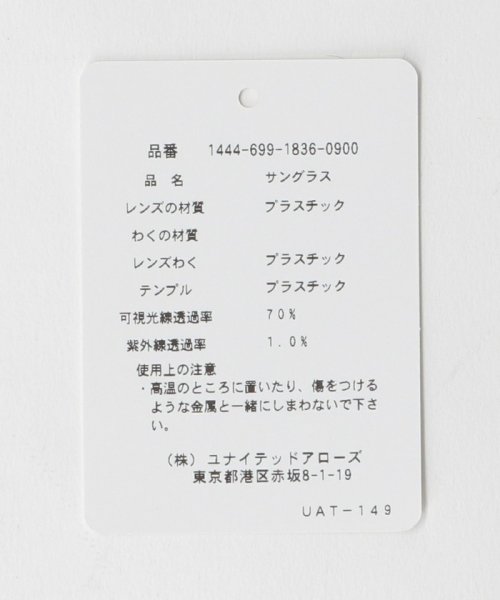 品番 1444-699-1836-0900
品 名 サングラス
レンズの材質 プラスチック
わくの材質
レンズわく プラスチック
テンプル プラスチック
可視光線透過率 70%
紫外線透過率 1.0%
使用上の注意
・高温のところに置いたり、傷をつける
ような金属と一緒にしまわないで下さ
い。
(株) ユナイテッドアローズ
東京都港区赤坂8-1-19
UAT-149